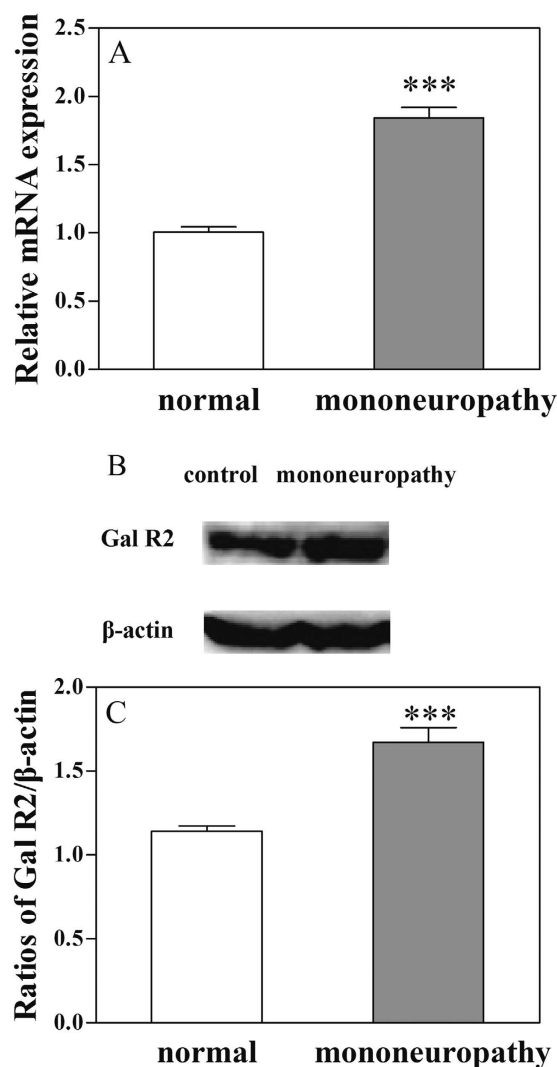 A
Relative mRNA expression
2.5
2.0
1.5
1.0
0.5
0.0
***
normal mononeuropathy
B
control mononeuropathy
Gal R2
β-actin
C
Ratios of Gal R2/β-actin
2.0
1.5
1.0
0.5
0.0
***
normal mononeuropathy